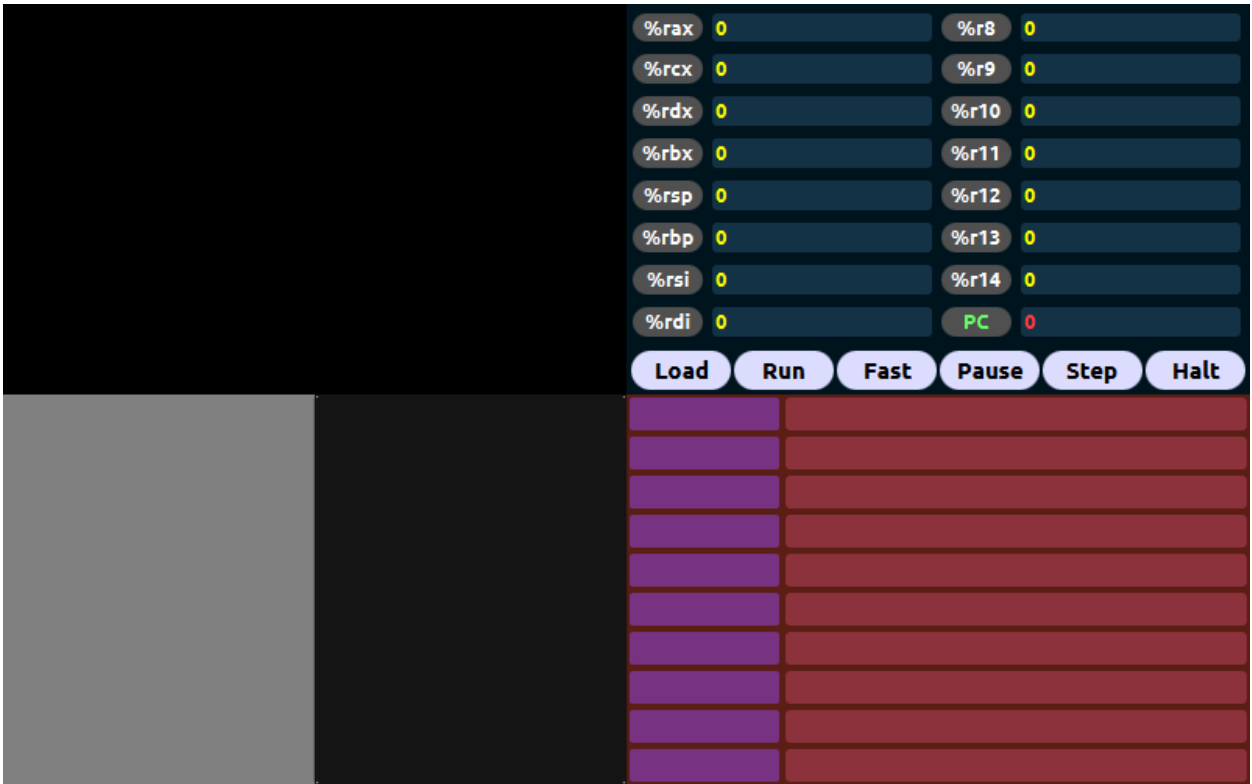 %rax 0 %r8 0
%rcx 0 %r9 0
%rdx 0 %r10 0
%rbx 0 %r11 0
%rsp 0 %r12 0
%rbp 0 %r13 0
%rsi 0 %r14 0
%rdi 0 PC 0
Load Run Fast Pause Step Halt